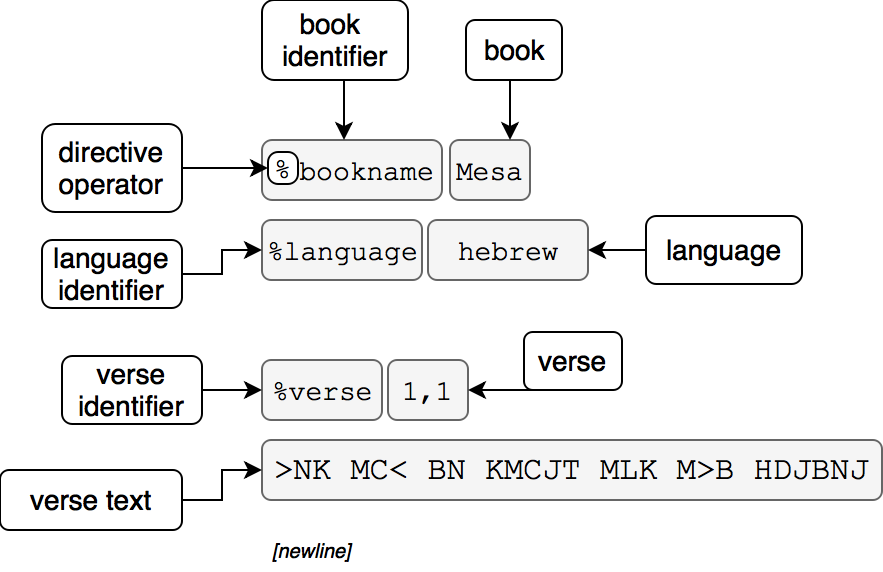 book
identifier
book
directive
operator
%bookname Mesa
language
identifier
%language hebrew
language
verse
identifier
%verse 1,1
verse
verse text
>NK MC< BN KMCJT MLK M>B HDJBNJ
[newline]